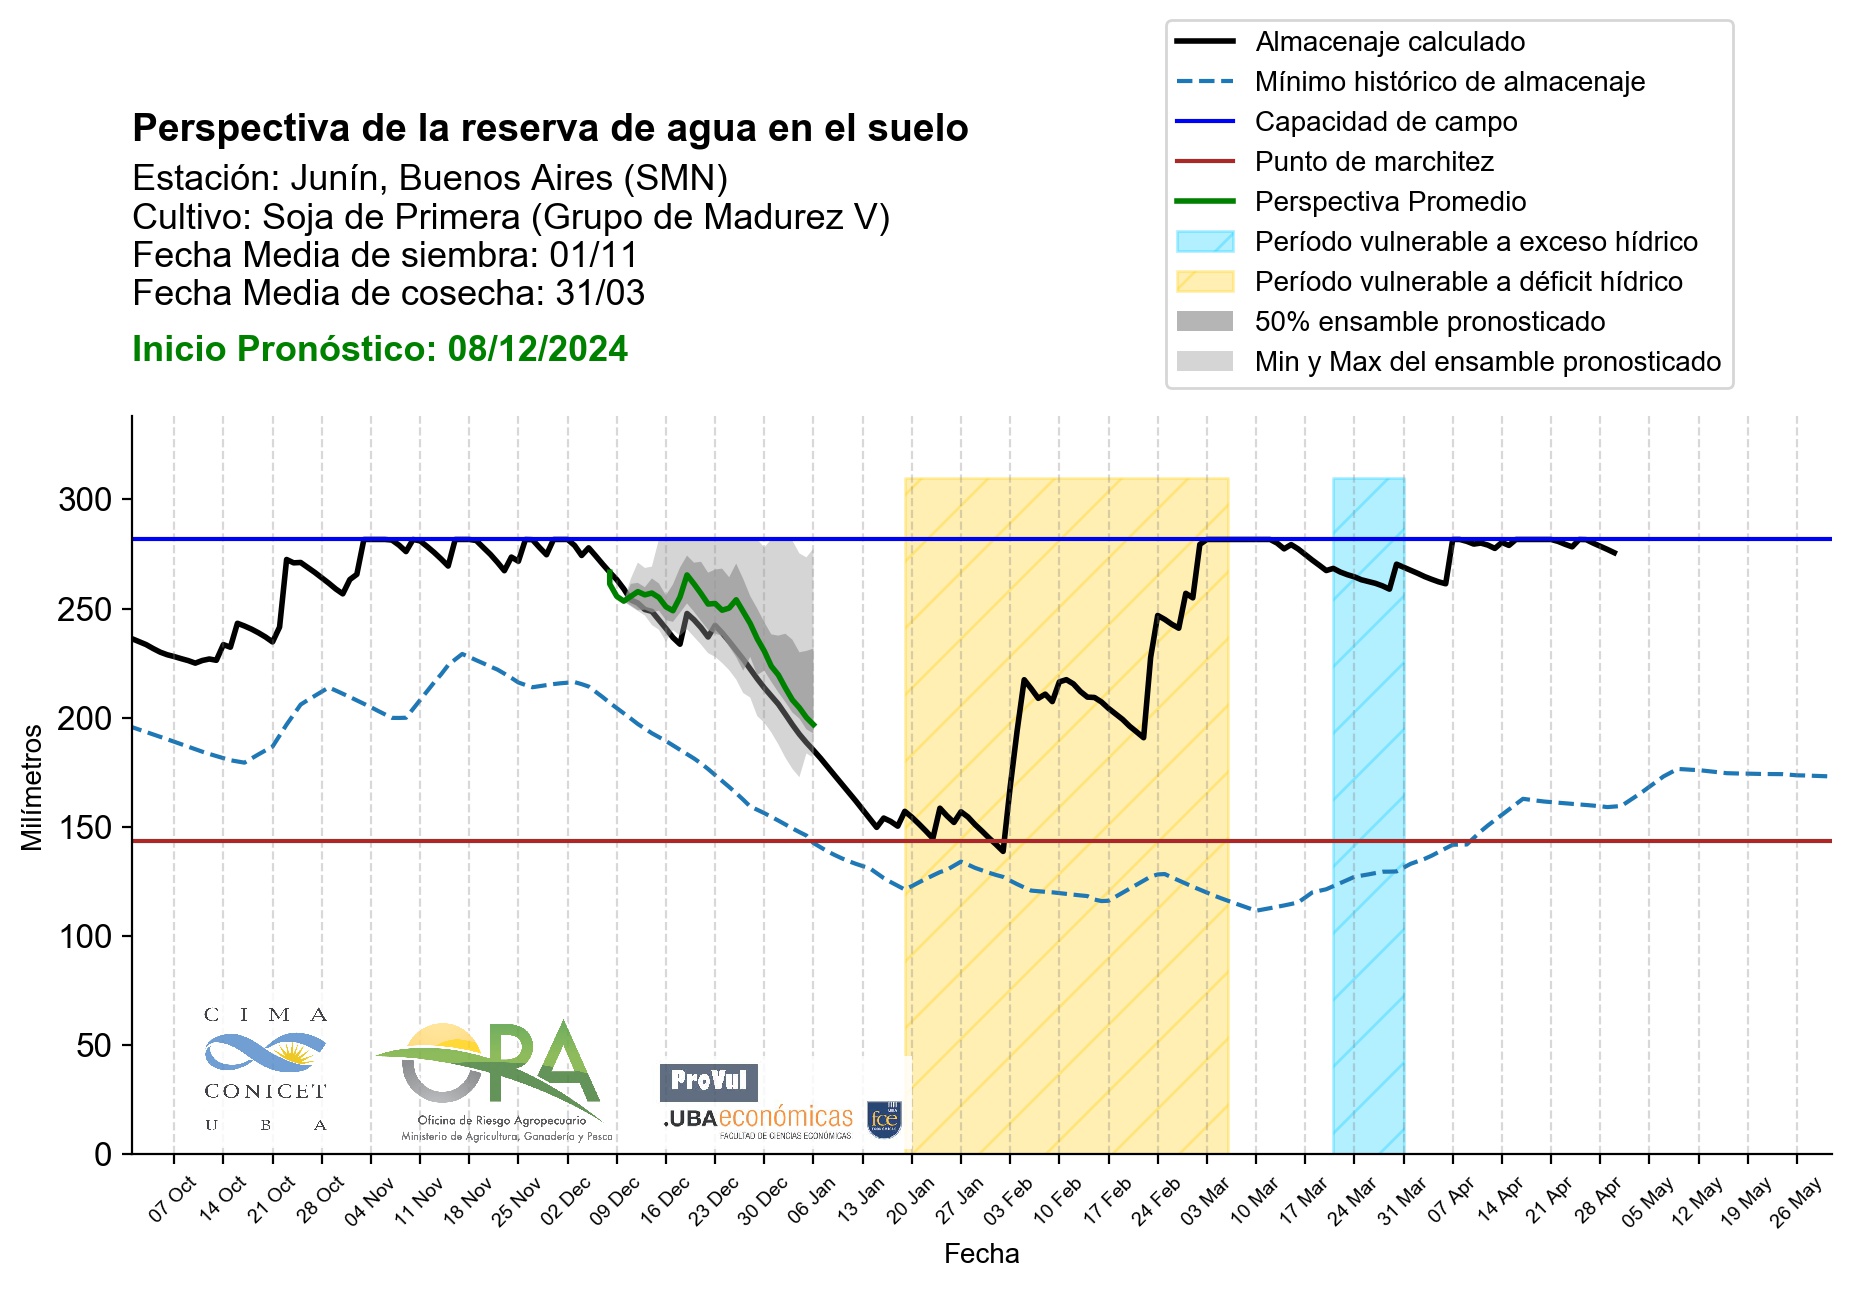 Almacenaje calculado
Mínimo histórico de almacenaje
Capacidad de campo
Punto de marchitez
Perspectiva Promedio
Período vulnerable a exceso hídrico
Período vulnerable a déficit hídrico
50% ensamble pronosticado
Min y Max del ensamble pronosticado
Perspectiva de la reserva de agua en el suelo
Estación: Junín, Buenos Aires (SMN)
Cultivo: Soja de Primera (Grupo de Madurez V)
Fecha Media de siembra: 01/11
Fecha Media de cosecha: 31/03
Inicio Pronóstico: 08/12/2024
Milímetros
300
250
200
150
100
50
0
CIMA
CONICET
UBA
ORA
Oficina de Riesgo Agropecuario
Ministerio de Agricultura, Ganadería y Pesca
ProVul
.UBAeconómicas
FACULTAD DE CIENCIAS ECONÓMICAS
UBA
fce
07 Oct
14 Oct
21 Oct
28 Oct
04 Nov
11 Nov
18 Nov
25 Nov
02 Dec
09 Dec
16 Dec
23 Dec
30 Dec
06 Jan
13 Jan
20 Jan
27 Jan
03 Feb
10 Feb
17 Feb
24 Feb
03 Mar
10 Mar
17 Mar
24 Mar
31 Mar
07 Apr
14 Apr
21 Apr
28 Apr
05 May
12 May
19 May
26 May
Fecha